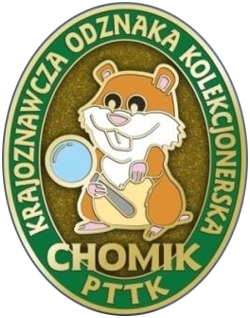 KRAJOZNAWCZA ODZNAKA KOLEKCJONERSKA
CHOMIK
PTTK